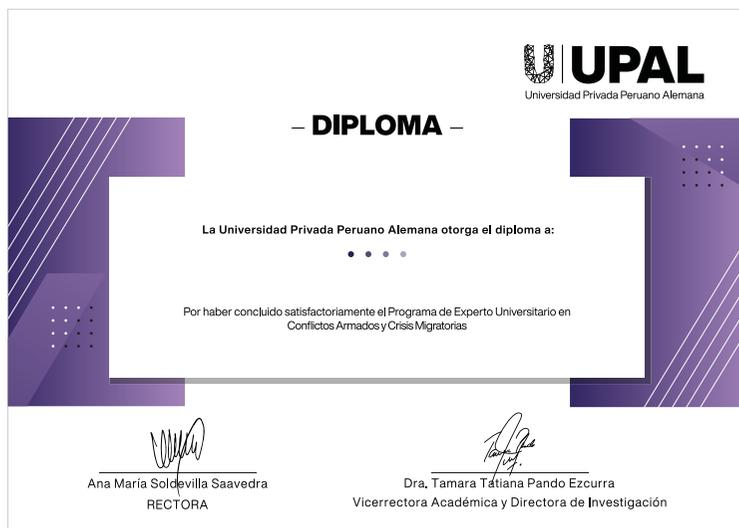 UPAL
Universidad Privada Peruano Alemana
– DIPLOMA –
La Universidad Privada Peruano Alemana otorga el diploma a:
Por haber concluido satisfactoriamente el Programa de Experto Universitario en
Conflictos Armados y Crisis Migratorias
Ana María Soldevilla Saavedra
RECTORA
Dra. Tamara Tatiana Pando Ezcurra
Vicerrectora Académica y Directora de Investigación